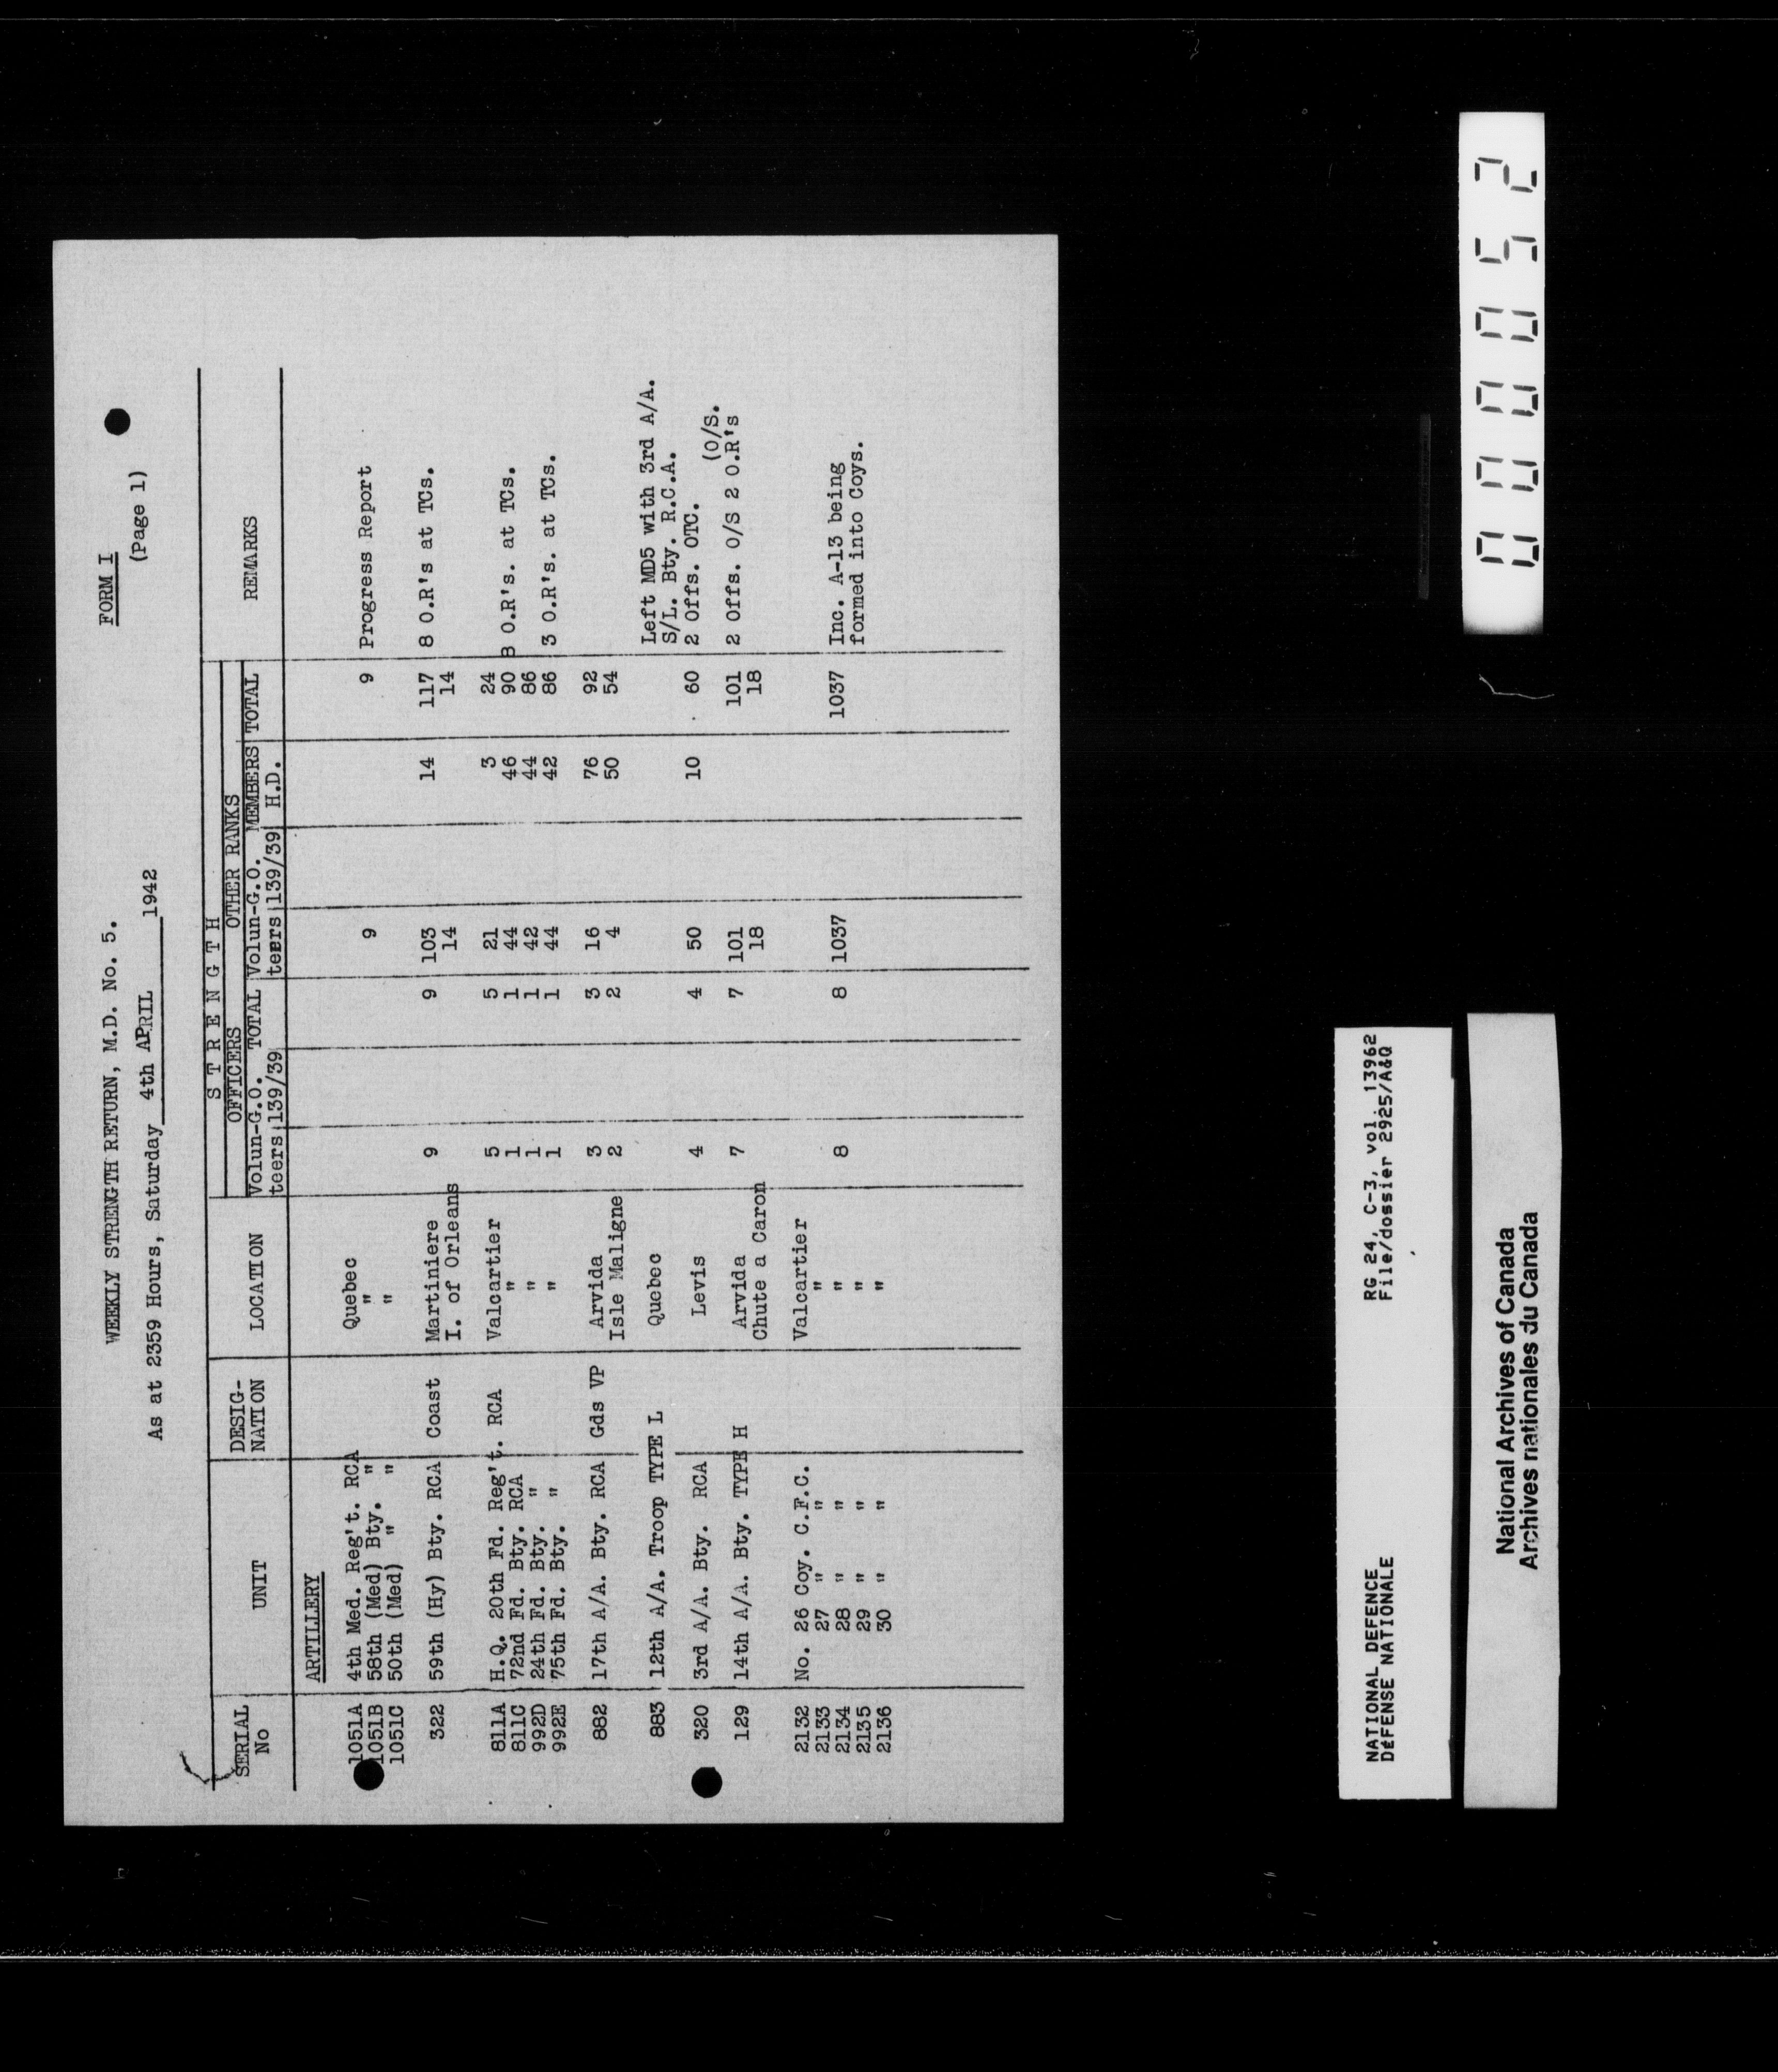 FORM I
WEEKLY STRENGTH RETURN, M.D. No. 5.
(Page 1)
As at 2359 Hours, Saturday 4th APRIL 1942
S T R E N G T H
OFFICERS OTHER RANKS
SERIAL UNIT DESIG- LOCATION Volun- G.O. TOTAL Volun- G.O. MEMBERS TOTAL REMARKS
No NATION teers 139/39 teers 139/39 H.D.
ARTILLERY
1051A 4th Med. Reg't. RCA Quebec
1051B 58th (Med) Bty. " " 9 9 Progress Report
1051C 50th (Med) " " "
322 59th (Hy) Bty. RCA Coast Martiniere 9 9 103 14 117 8 O.R's at TCs.
I. of Orleans 14 14
811A H.Q. 20th Fd. Reg't. RCA Valcartier 5 5 21 3 24
811C 72nd Fd. Bty. RCA " 1 1 44 46 90 8 O.R's. at TCs.
992D 24th Fd. Bty. " " 1 1 42 44 86
992E 75th Fd. Bty. " " 1 1 44 42 86 3 O.R's. at TCs.
882 17th A/A. Bty. RCA Gds VP Arvida 3 3 16 76 92
Isle Maligne 2 2 4 50 54
883 12th A/A. Troop TYPE L Quebec Left MD5 with 3rd A/A.
S/L. Bty. R.C.A.
320 3rd A/A. Bty. RCA Levis 4 4 50 10 60 2 Offs. OTC.
(O/S.
129 14th A/A. Bty. TYPE H Arvida 7 7 101 101 2 Offs. O/S 2 O.R's
Chute a Caron 18 18
2132 No. 26 Coy. C.F.C. Valcartier
2133 27 " " "
2134 28 " " " 8 8 1037 1037 Inc. A-13 being
2135 29 " " " formed into Coys.
2136 30 " " "
NATIONAL DEFENCE RG 24, C-3, vol. 13962
DÉFENSE NATIONALE File/dossier 2925/A&Q
National Archives of Canada
Archives nationales du Canada
0000052